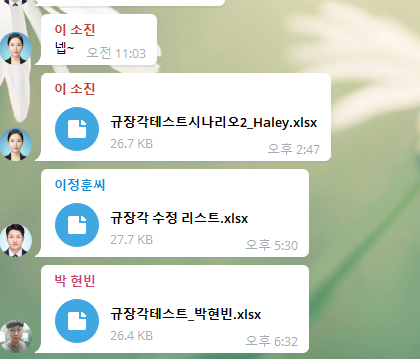 이 소진
넵~ 오전 11:03
이 소진
규장각테스트시나리오2_Haley.xlsx
26.7 KB
오후 2:47
이정훈씨
규장각 수정 리스트.xlsx
27.7 KB
오후 5:30
박 현빈
규장각테스트_박현빈.xlsx
26.4 KB
오후 6:32